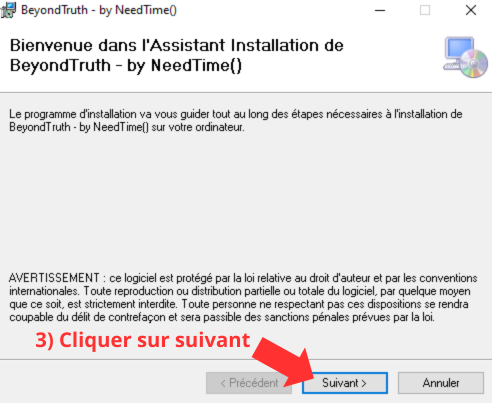 BeyondTruth - by NeedTime()
Bienvenue dans l'Assistant Installation de
BeyondTruth - by NeedTime()
Le programme d'installation va vous guider tout au long des étapes nécessaires à l'installation de
BeyondTruth - by NeedTime() sur votre ordinateur.
AVERTISSEMENT : ce logiciel est protégé par la loi relative au droit d'auteur et par les conventions
internationales. Toute reproduction ou distribution partielle ou totale du logiciel, par quelque moyen
que ce soit, est strictement interdite. Toute personne ne respectant pas ces dispositions se rendra
coupable du délit de contrefaçon et sera passible des sanctions pénales prévues par la loi.
3) Cliquer sur suivant
< Précédent
Suivant >
Annuler